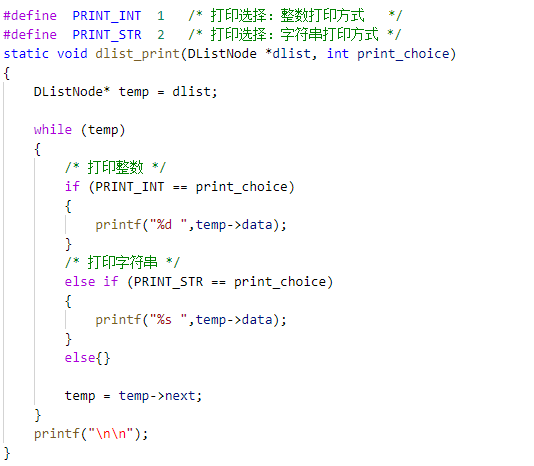 #define  PRINT_INT  1   /* 打印选择：整数打印方式   */
#define  PRINT_STR  2   /* 打印选择：字符串打印方式 */
static void dlist_print(DListNode *dlist, int print_choice)
{
    DListNode* temp = dlist;

    while (temp)
    {
        /* 打印整数 */
        if (PRINT_INT == print_choice)
        {
            printf("%d ",temp->data);
        }
        /* 打印字符串 */
        else if (PRINT_STR == print_choice)
        {
            printf("%s ",temp->data);
        }
        else{}

        temp = temp->next;
    }
    printf("\n\n");
}